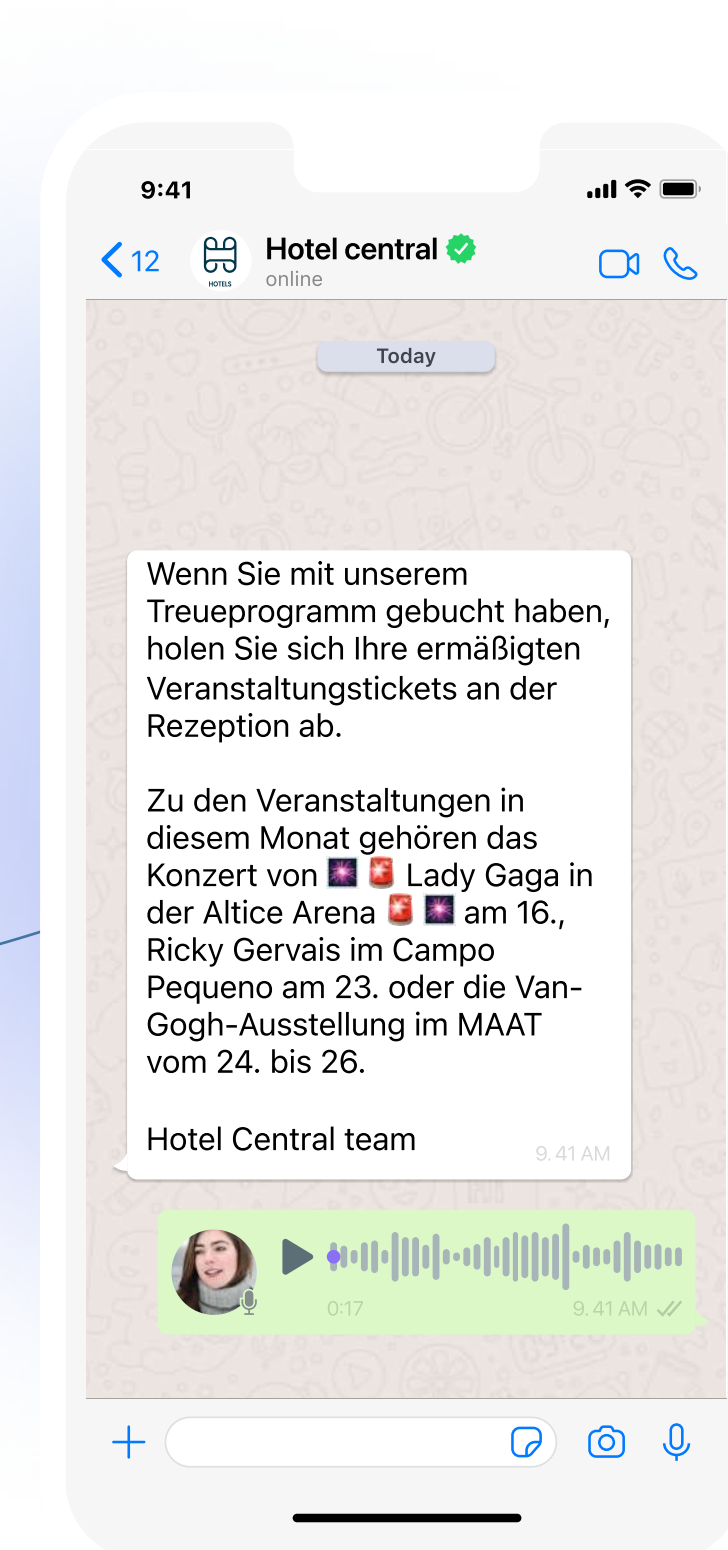 9:41
12
HOTELS
Hotel central
online
Today
Wenn Sie mit unserem
Treueprogramm gebucht haben,
holen Sie sich Ihre ermäßigten
Veranstaltungstickets an der
Rezeption ab.
Zu den Veranstaltungen in
diesem Monat gehören das
Konzert von 🎆 🚨 Lady Gaga in
der Altice Arena 🚨 🎆 am 16.,
Ricky Gervais im Campo
Pequeno am 23. oder die Van-
Gogh-Ausstellung im MAAT
vom 24. bis 26.
Hotel Central team
9.41 AM
0:17
9.41 AM